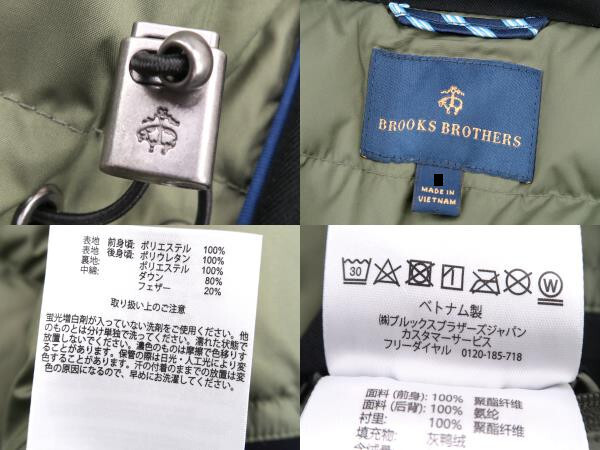 BROOKS BROTHERS
MADE IN
VIETNAM
表地 前身頃: ポリエステル 100%
表地 後身頃: ポリウレタン 100%
裏地: ポリエステル 100%
中綿: ダウン 80%
フェザー 20%
取り扱い上のご注意
蛍光増白剤が入っていない洗剤をご使用ください。他
のものとは分け単独で洗ってください。濡れた状態で
放置しないでください。濃色のものは摩擦で色移りす
ることがあります。保管の際は日光・人工光により変
色することがあります。汗の付着のままでの放置は変
色の原因になるので、早めにお洗濯してください。
30
W
ベトナム製
㈱ブルックスブラザーズジャパン
カスタマーサービス
フリーダイヤル 0120-185-718
面料 (前身): 100% 聚酯纤维
面料 (后背): 100% 氨纶
衬里: 100% 聚酯纤维
填充物: 灰鸭绒